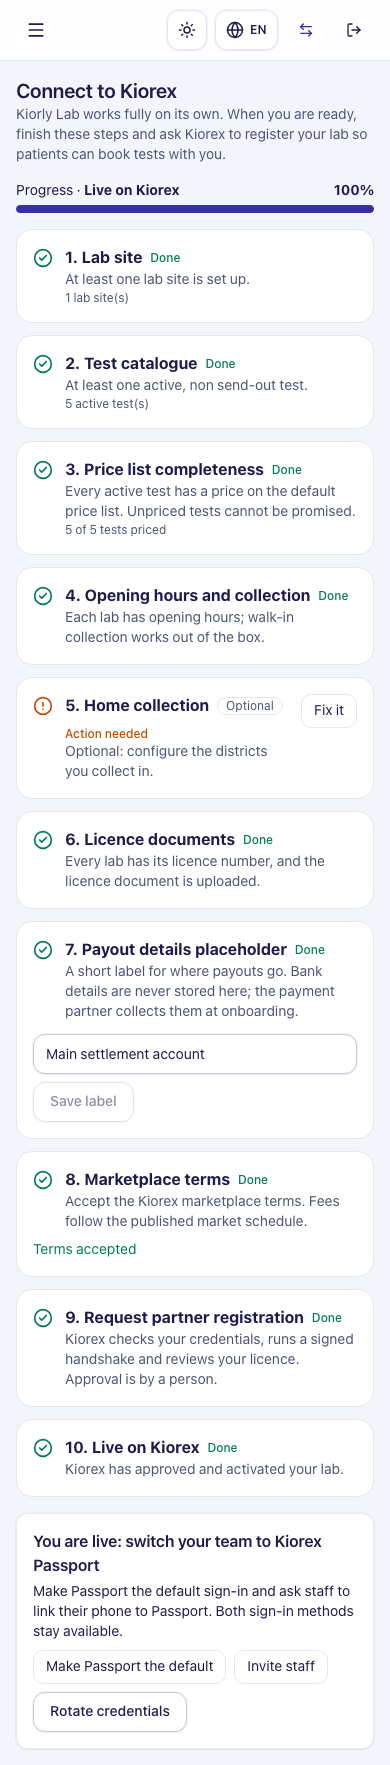 EN
Connect to Kiorex
Kiorly Lab works fully on its own. When you are ready,
finish these steps and ask Kiorex to register your lab so
patients can book tests with you.
Progress · Live on Kiorex 100%
1. Lab site Done
At least one lab site is set up.
1 lab site(s)
2. Test catalogue Done
At least one active, non send-out test.
5 active test(s)
3. Price list completeness Done
Every active test has a price on the default
price list. Unpriced tests cannot be promised.
5 of 5 tests priced
4. Opening hours and collection Done
Each lab has opening hours; walk-in
collection works out of the box.
5. Home collection Optional Fix it
Action needed
Optional: configure the districts
you collect in.
6. Licence documents Done
Every lab has its licence number, and the
licence document is uploaded.
7. Payout details placeholder Done
A short label for where payouts go. Bank
details are never stored here; the payment
partner collects them at onboarding.
Main settlement account
Save label
8. Marketplace terms Done
Accept the Kiorex marketplace terms. Fees
follow the published market schedule.
Terms accepted
9. Request partner registration Done
Kiorex checks your credentials, runs a signed
handshake and reviews your licence.
Approval is by a person.
10. Live on Kiorex Done
Kiorex has approved and activated your lab.
You are live: switch your team to Kiorex
Passport
Make Passport the default sign-in and ask staff to
link their phone to Passport. Both sign-in methods
stay available.
Make Passport the default Invite staff
Rotate credentials